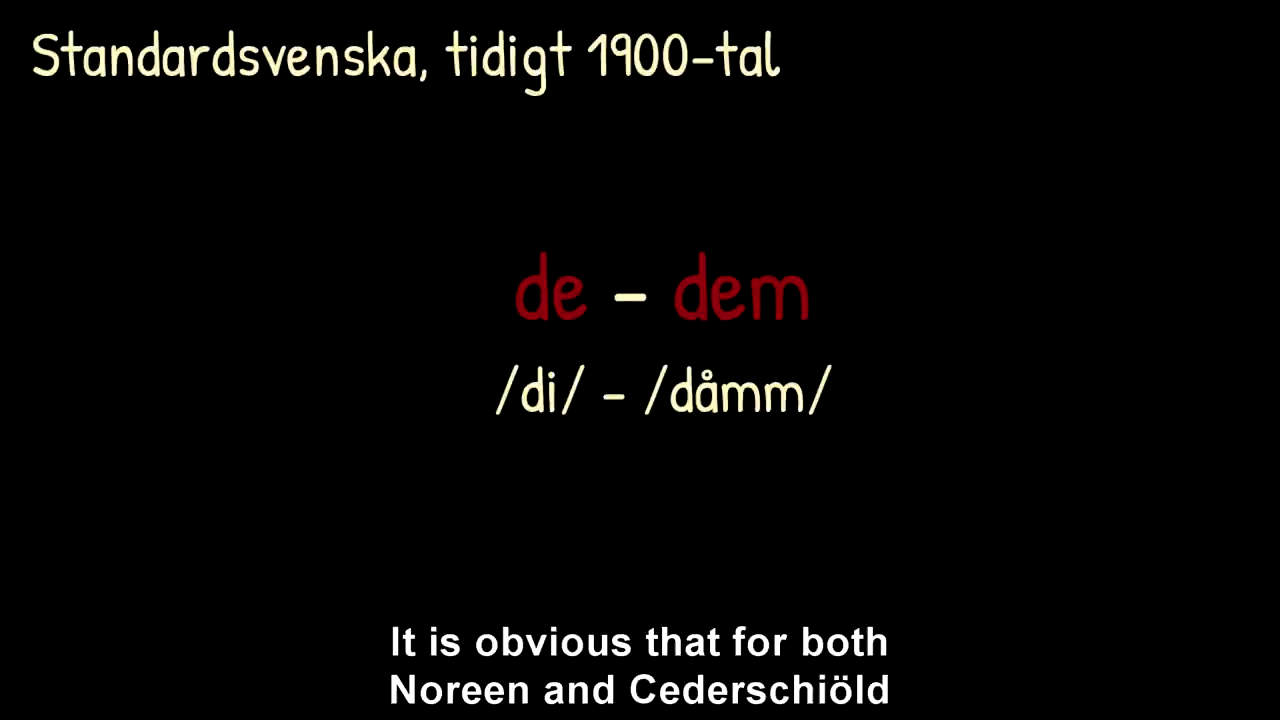 Standardsvenska, tidigt 1900-tal
de - dem
/di/ - /dåmm/
It is obvious that for both
Noreen and Cederschiöld